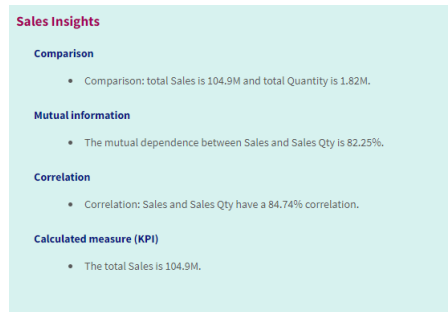 Sales Insights
Comparison
• Comparison: total Sales is 104.9M and total Quantity is 1.82M.
Mutual information
• The mutual dependence between Sales and Sales Qty is 82.25%.
Correlation
• Correlation: Sales and Sales Qty have a 84.74% correlation.
Calculated measure (KPI)
• The total Sales is 104.9M.